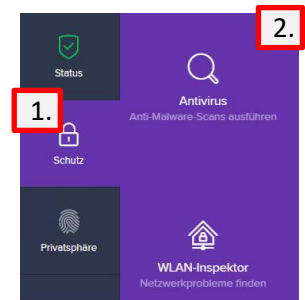 2.
Status
Antivirus
Anti-Malware-Scans ausführen
1.
Schutz
Privatsphäre
WLAN-Inspektor
Netzwerkprobleme finden